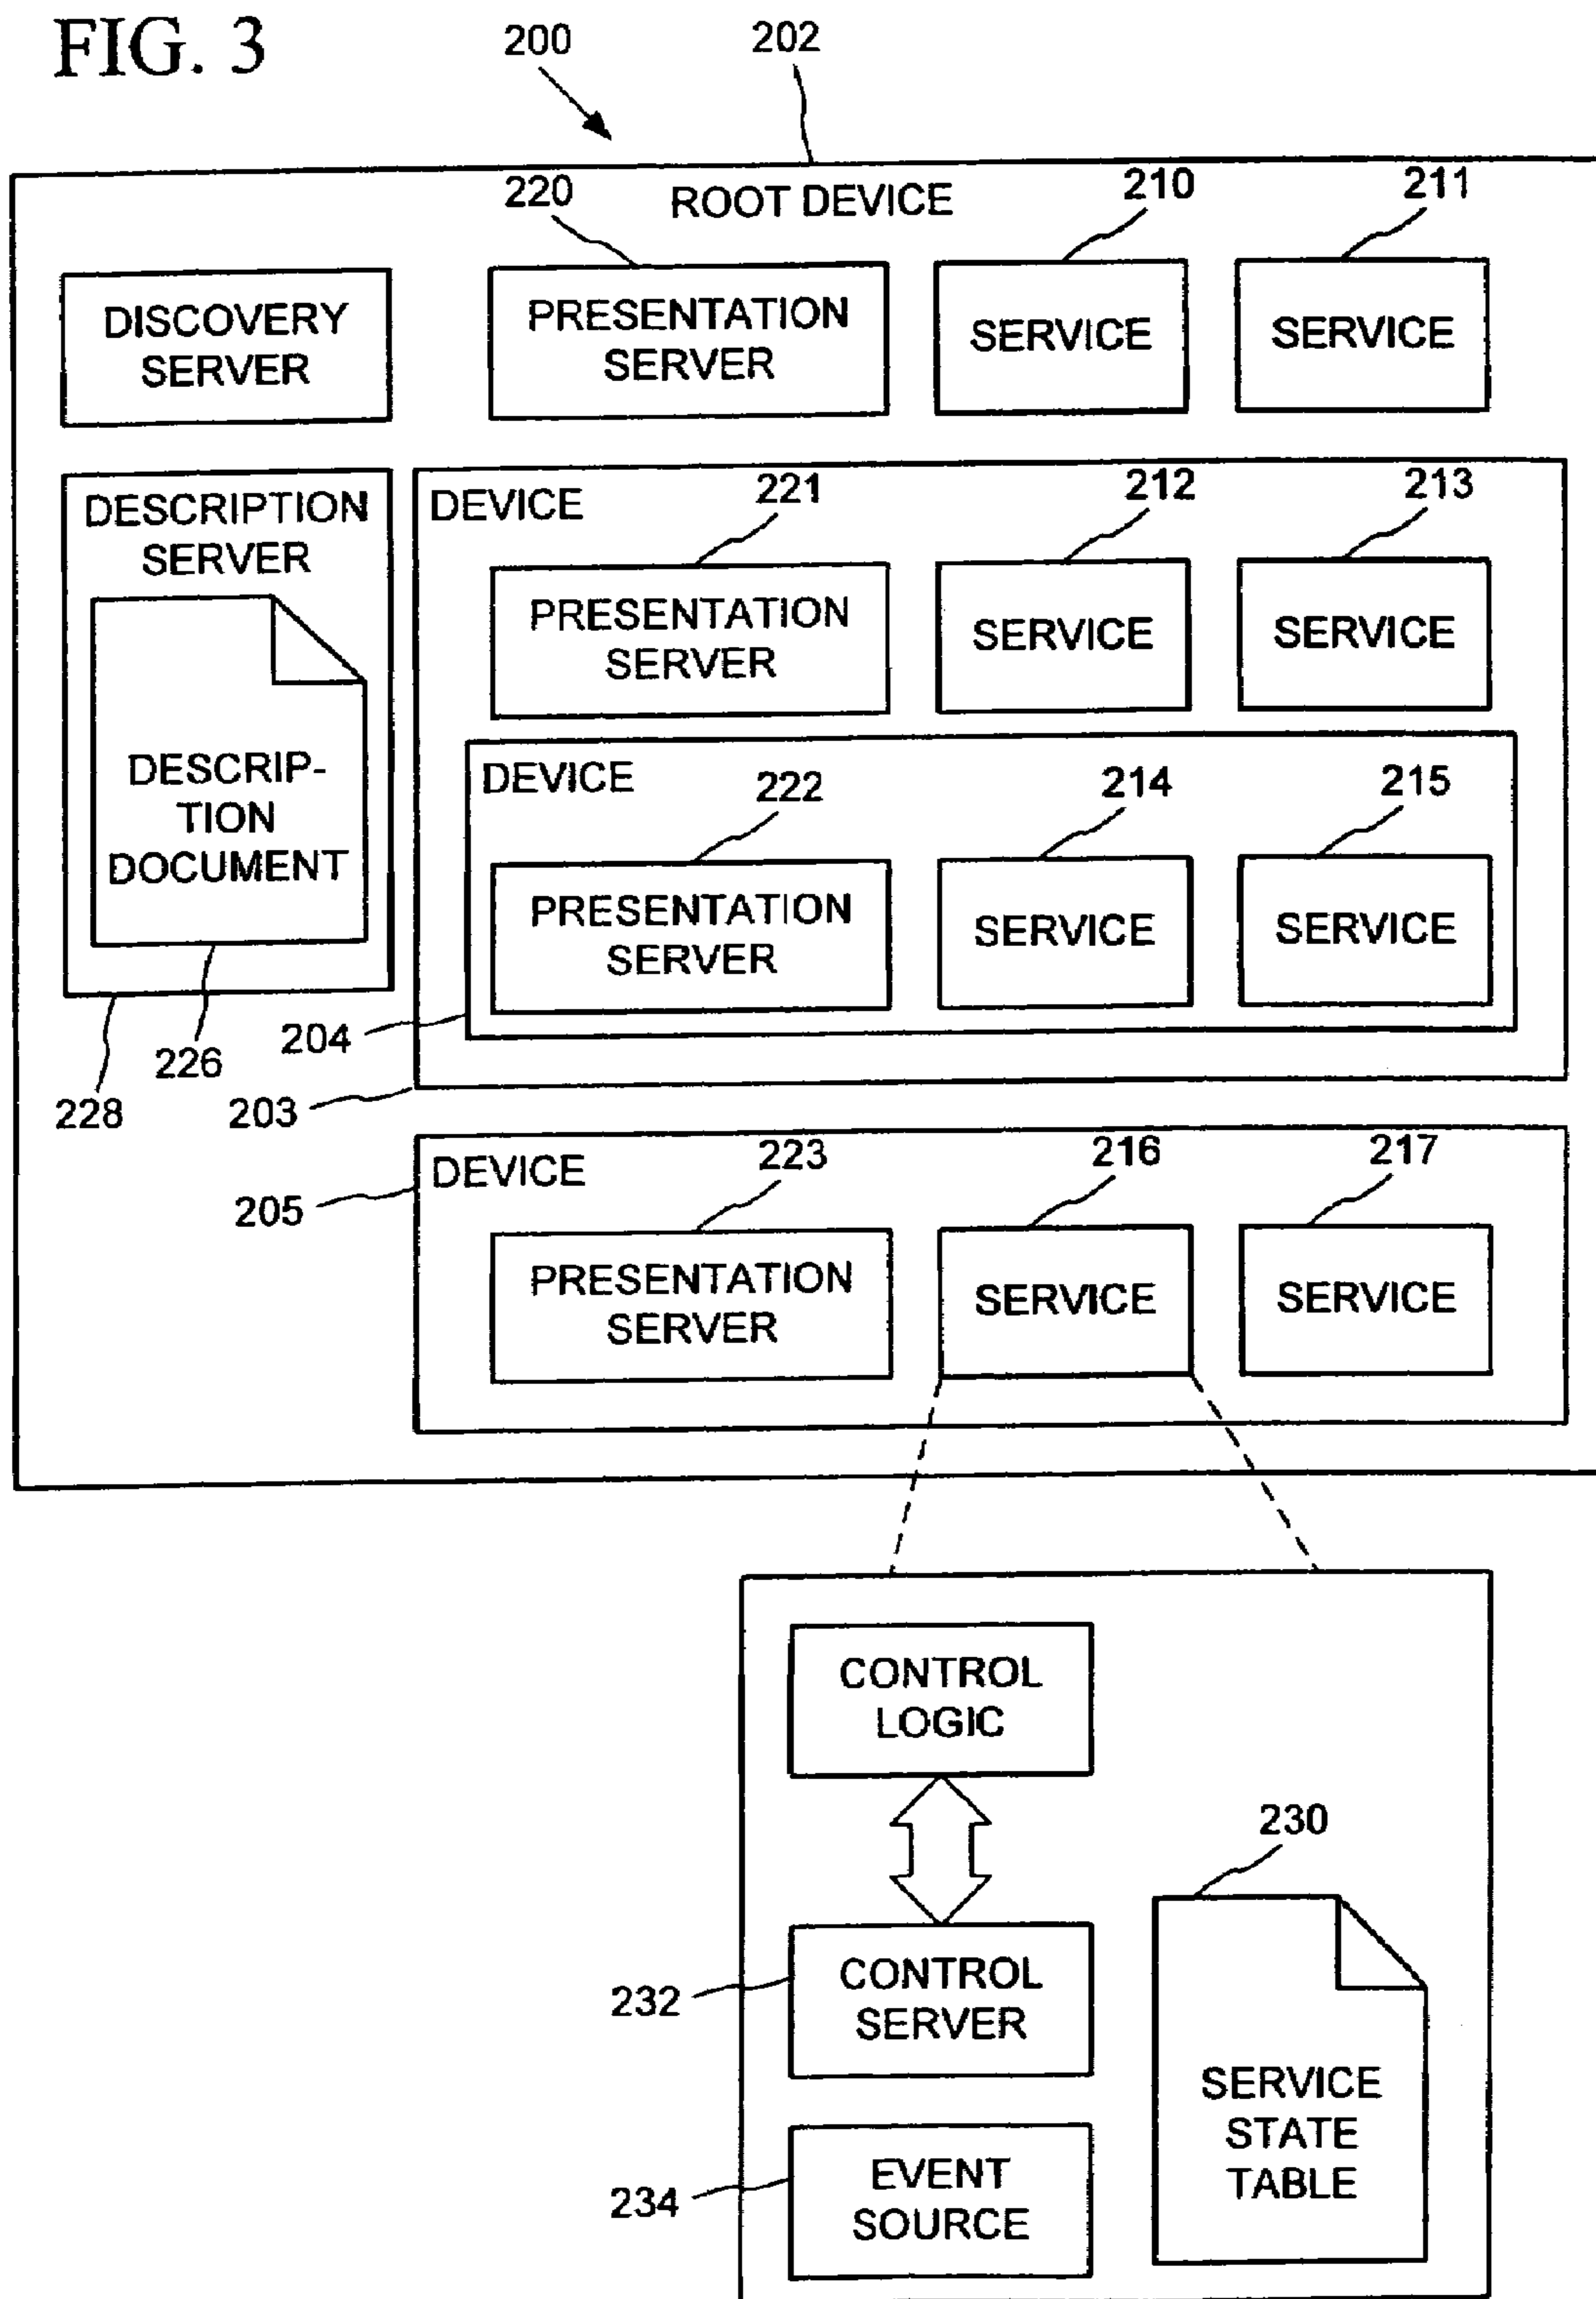 FIG. 3
200
202
ROOT DEVICE
220
210
211
DISCOVERY
SERVER
PRESENTATION
SERVER
SERVICE
SERVICE
DESCRIPTION
SERVER
DESCRIP-
TION
DOCUMENT
226
228
DEVICE
221
212
213
PRESENTATION
SERVER
SERVICE
SERVICE
DEVICE
222
214
215
PRESENTATION
SERVER
SERVICE
SERVICE
204
203
DEVICE
205
223
216
217
PRESENTATION
SERVER
SERVICE
SERVICE
CONTROL
LOGIC
230
232
CONTROL
SERVER
SERVICE
STATE
TABLE
234
EVENT
SOURCE